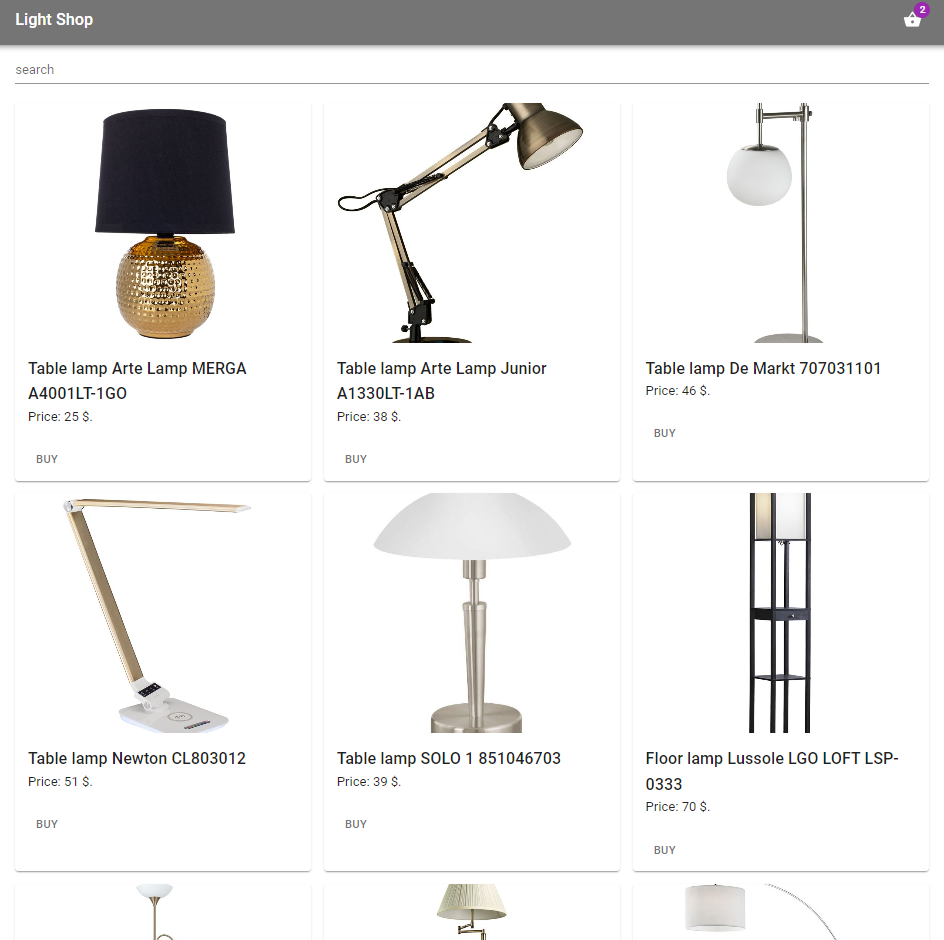 Light Shop
2
search
Table lamp Arte Lamp MERGA
A4001LT-1GO
Price: 25 $.
BUY
Table lamp Arte Lamp Junior
A1330LT-1AB
Price: 38 $.
BUY
Table lamp De Markt 707031101
Price: 46 $.
BUY
Table lamp Newton CL803012
Price: 51 $.
BUY
Table lamp SOLO 1 851046703
Price: 39 $.
BUY
Floor lamp Lussole LGO LOFT LSP-
0333
Price: 70 $.
BUY